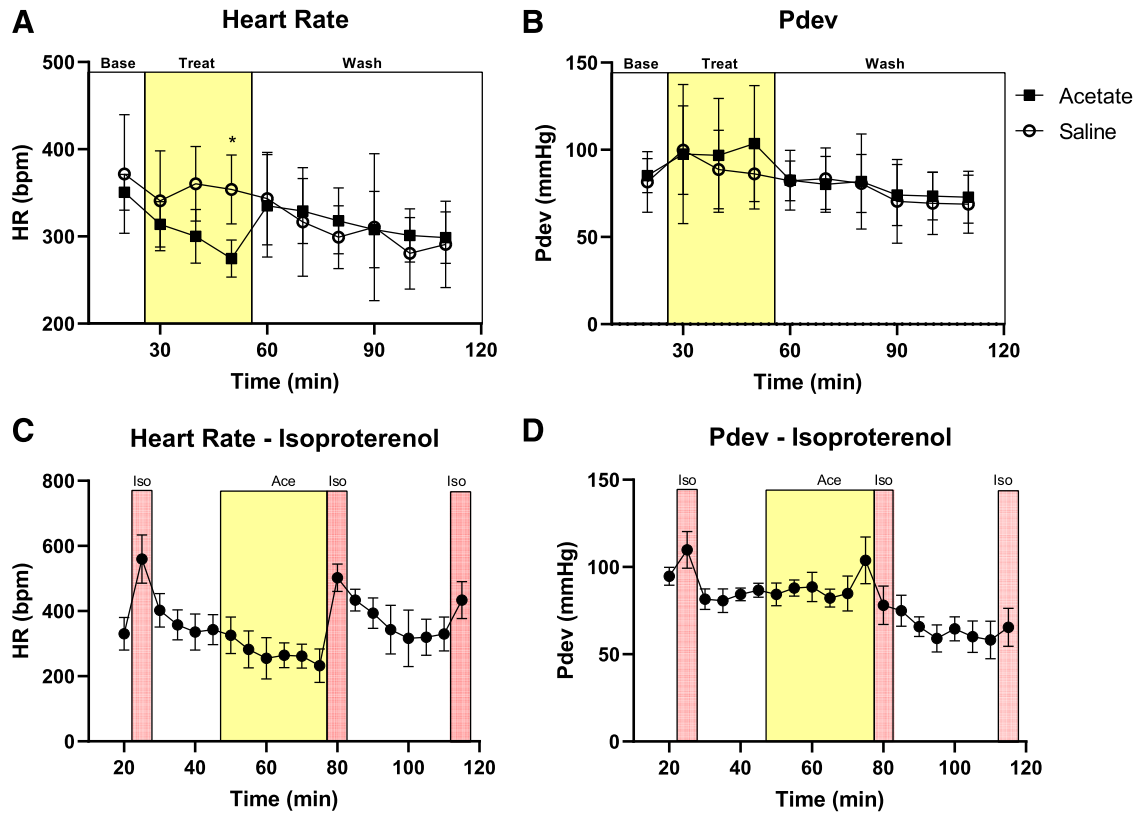 A
Heart Rate
500
400
300
200
HR (bpm)
Base
Treat
Wash
*
30
60
90
120
Time (min)
B
Pdev
150
100
50
0
Pdev (mmHg)
Base
Treat
Wash
30
60
90
120
Time (min)
Acetate
Saline
C
Heart Rate - Isoproterenol
800
600
400
200
0
HR (bpm)
Iso
Ace
Iso
Iso
20
40
60
80
100
120
Time (min)
D
Pdev - Isoproterenol
150
100
50
0
Pdev (mmHg)
Iso
Ace
Iso
Iso
20
40
60
80
100
120
Time (min)